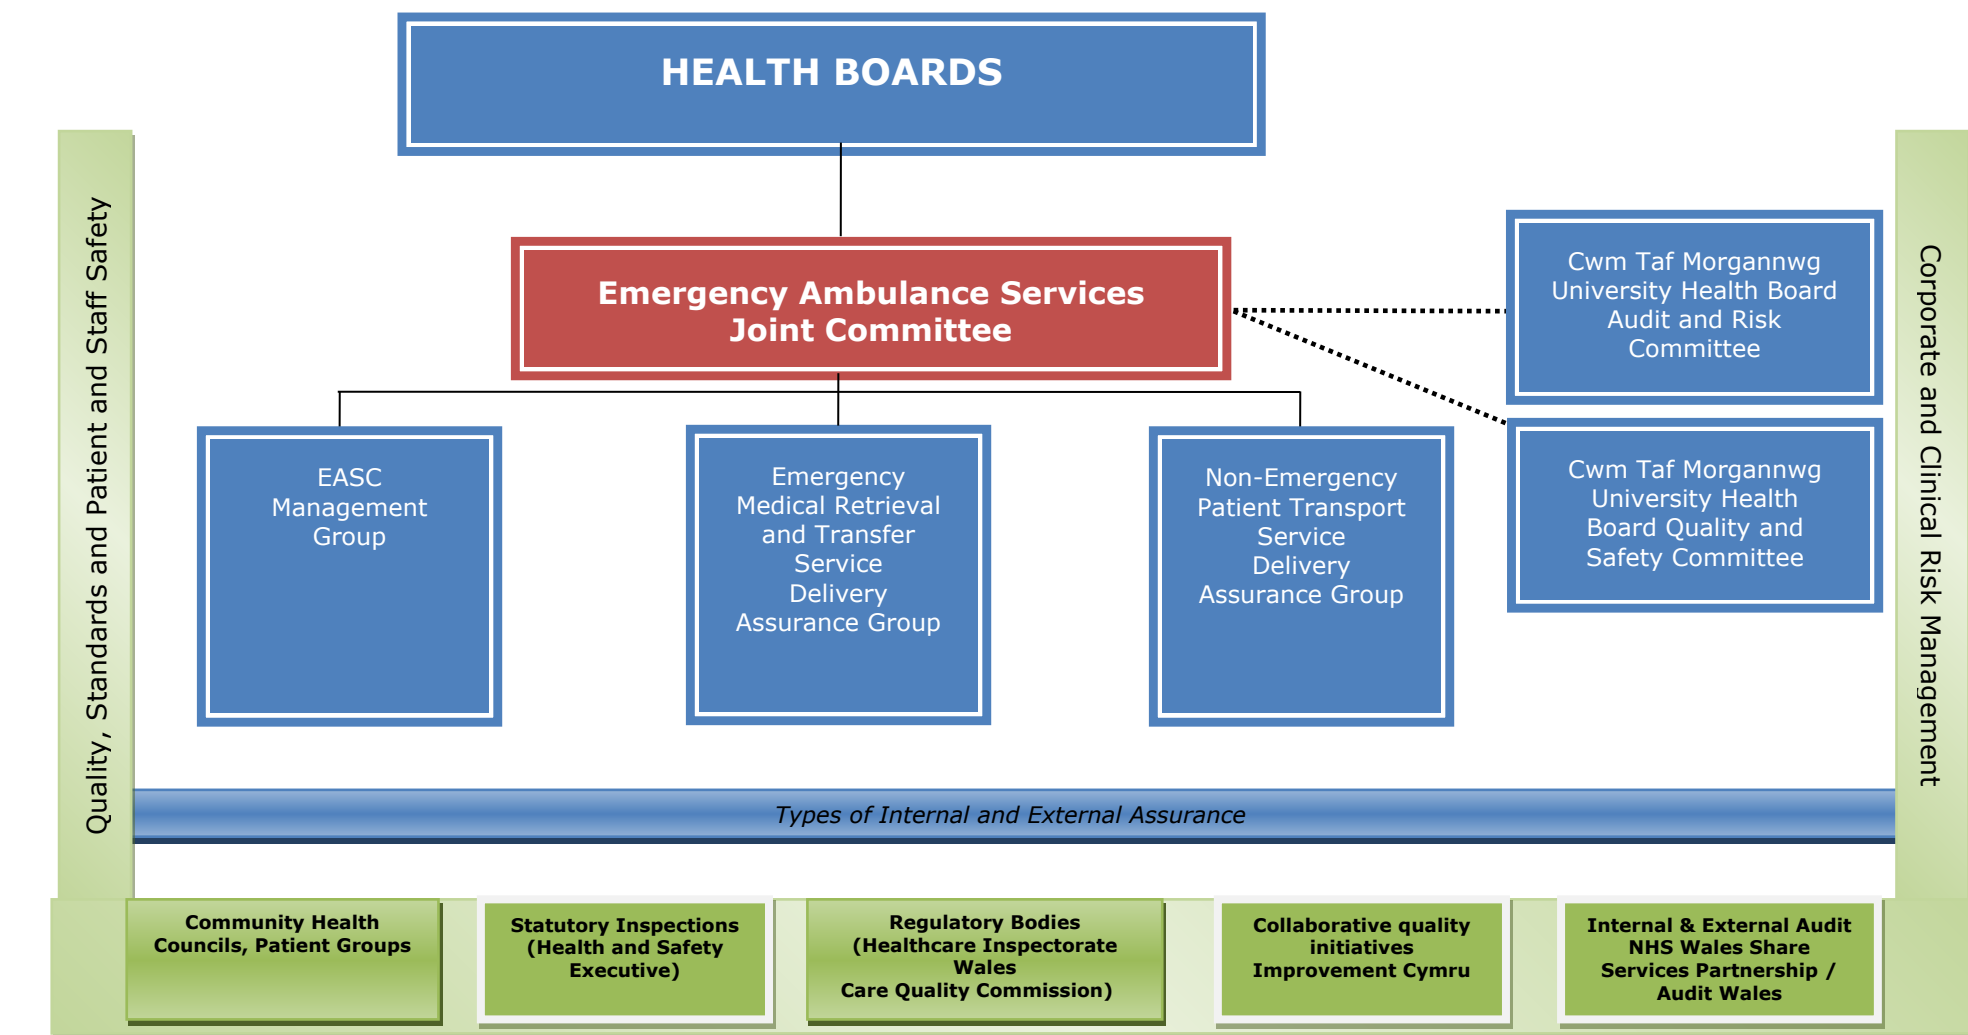 HEALTH BOARDS
Quality, Standards and Patient and Staff Safety
Emergency Ambulance Services
Joint Committee
Cwm Taf Morgannwg
University Health Board
Audit and Risk
Committee
Cwm Taf Morgannwg
University Health
Board Quality and
Safety Committee
Corporate and Clinical Risk Management
EASC
Management
Group
Emergency
Medical Retrieval
and Transfer
Service
Delivery
Assurance Group
Non-Emergency
Patient Transport
Service
Delivery
Assurance Group
Types of Internal and External Assurance
Community Health
Councils, Patient Groups
Statutory Inspections
(Health and Safety
Executive)
Regulatory Bodies
(Healthcare Inspectorate
Wales
Care Quality Commission)
Collaborative quality
initiatives
Improvement Cymru
Internal & External Audit
NHS Wales Share
Services Partnership /
Audit Wales